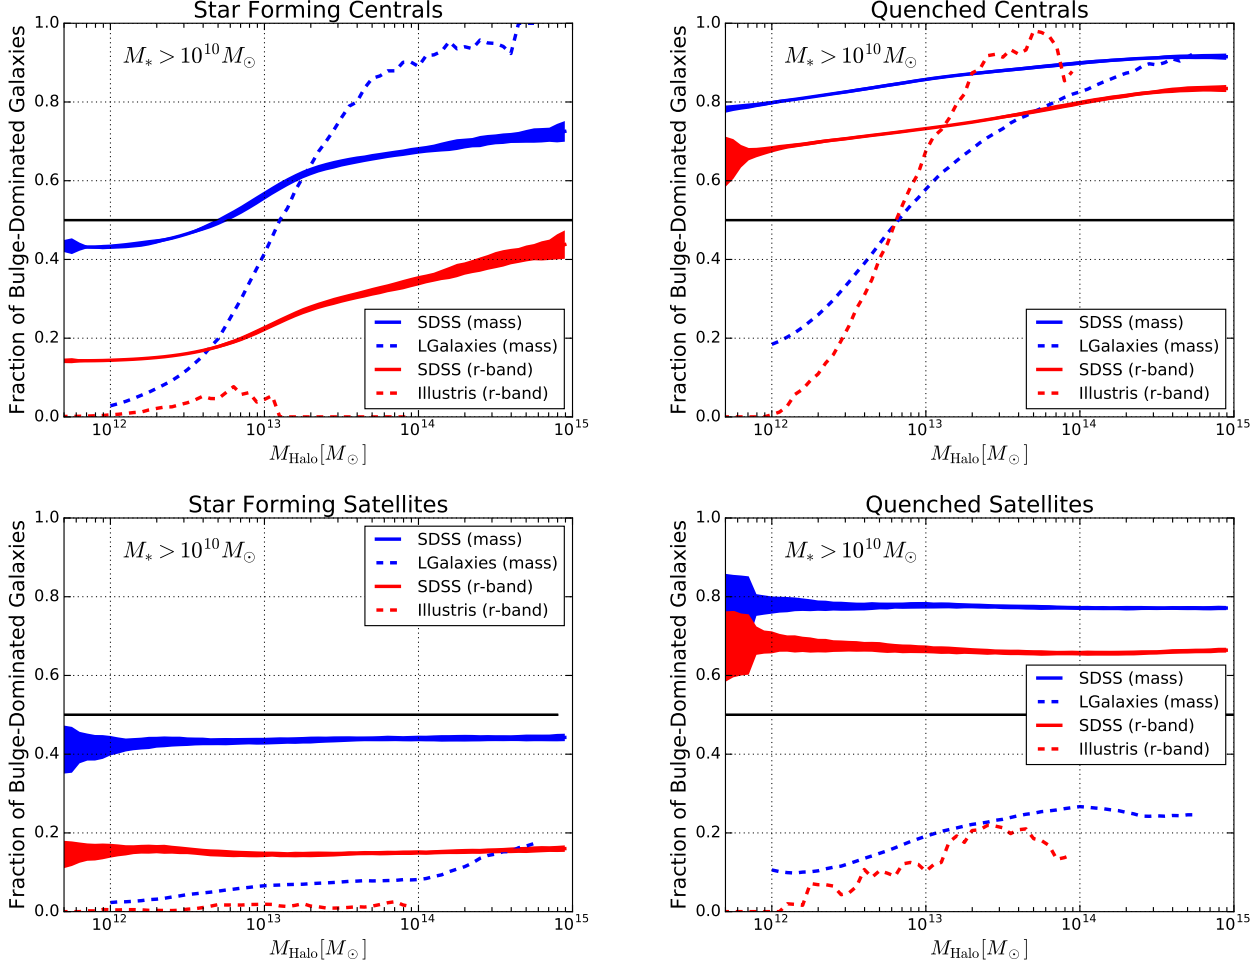 Star Forming Centrals
Fraction of Bulge-Dominated Galaxies
1.0
0.8
0.6
0.4
0.2
0.0
M* > 10^10 M⊙
SDSS (mass)
LGalaxies (mass)
SDSS (r-band)
Illustris (r-band)
10^12 10^13 10^14 10^15
M_Halo[M⊙]
Quenched Centrals
Fraction of Bulge-Dominated Galaxies
1.0
0.8
0.6
0.4
0.2
0.0
M* > 10^10 M⊙
SDSS (mass)
LGalaxies (mass)
SDSS (r-band)
Illustris (r-band)
10^12 10^13 10^14 10^15
M_Halo[M⊙]
Star Forming Satellites
Fraction of Bulge-Dominated Galaxies
1.0
0.8
0.6
0.4
0.2
0.0
M* > 10^10 M⊙
SDSS (mass)
LGalaxies (mass)
SDSS (r-band)
Illustris (r-band)
10^12 10^13 10^14 10^15
M_Halo[M⊙]
Quenched Satellites
Fraction of Bulge-Dominated Galaxies
1.0
0.8
0.6
0.4
0.2
0.0
M* > 10^10 M⊙
SDSS (mass)
LGalaxies (mass)
SDSS (r-band)
Illustris (r-band)
10^12 10^13 10^14 10^15
M_Halo[M⊙]